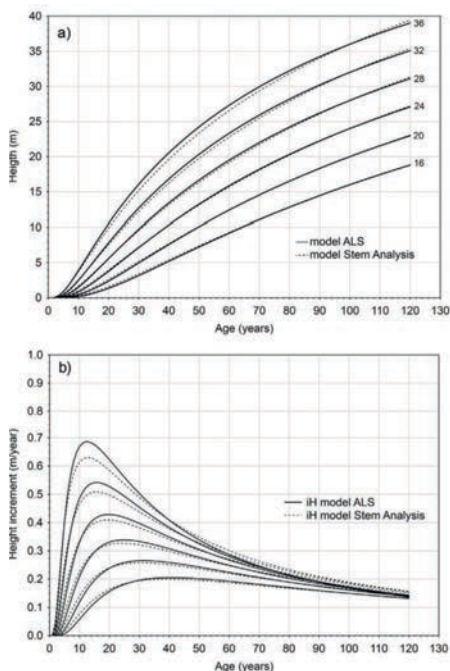 a)
40
35
30
25
20
15
10
5
0
Heigth (m)
36
32
28
24
20
16
model ALS
model Stem Analysis
0 10 20 30 40 50 60 70 80 90 100 110 120 130
Age (years)
b)
1.0
0.9
0.8
0.7
0.6
0.5
0.4
0.3
0.2
0.1
0.0
Height increment (m/year)
iH model ALS
iH model Stem Analysis
0 10 20 30 40 50 60 70 80 90 100 110 120 130
Age (years)